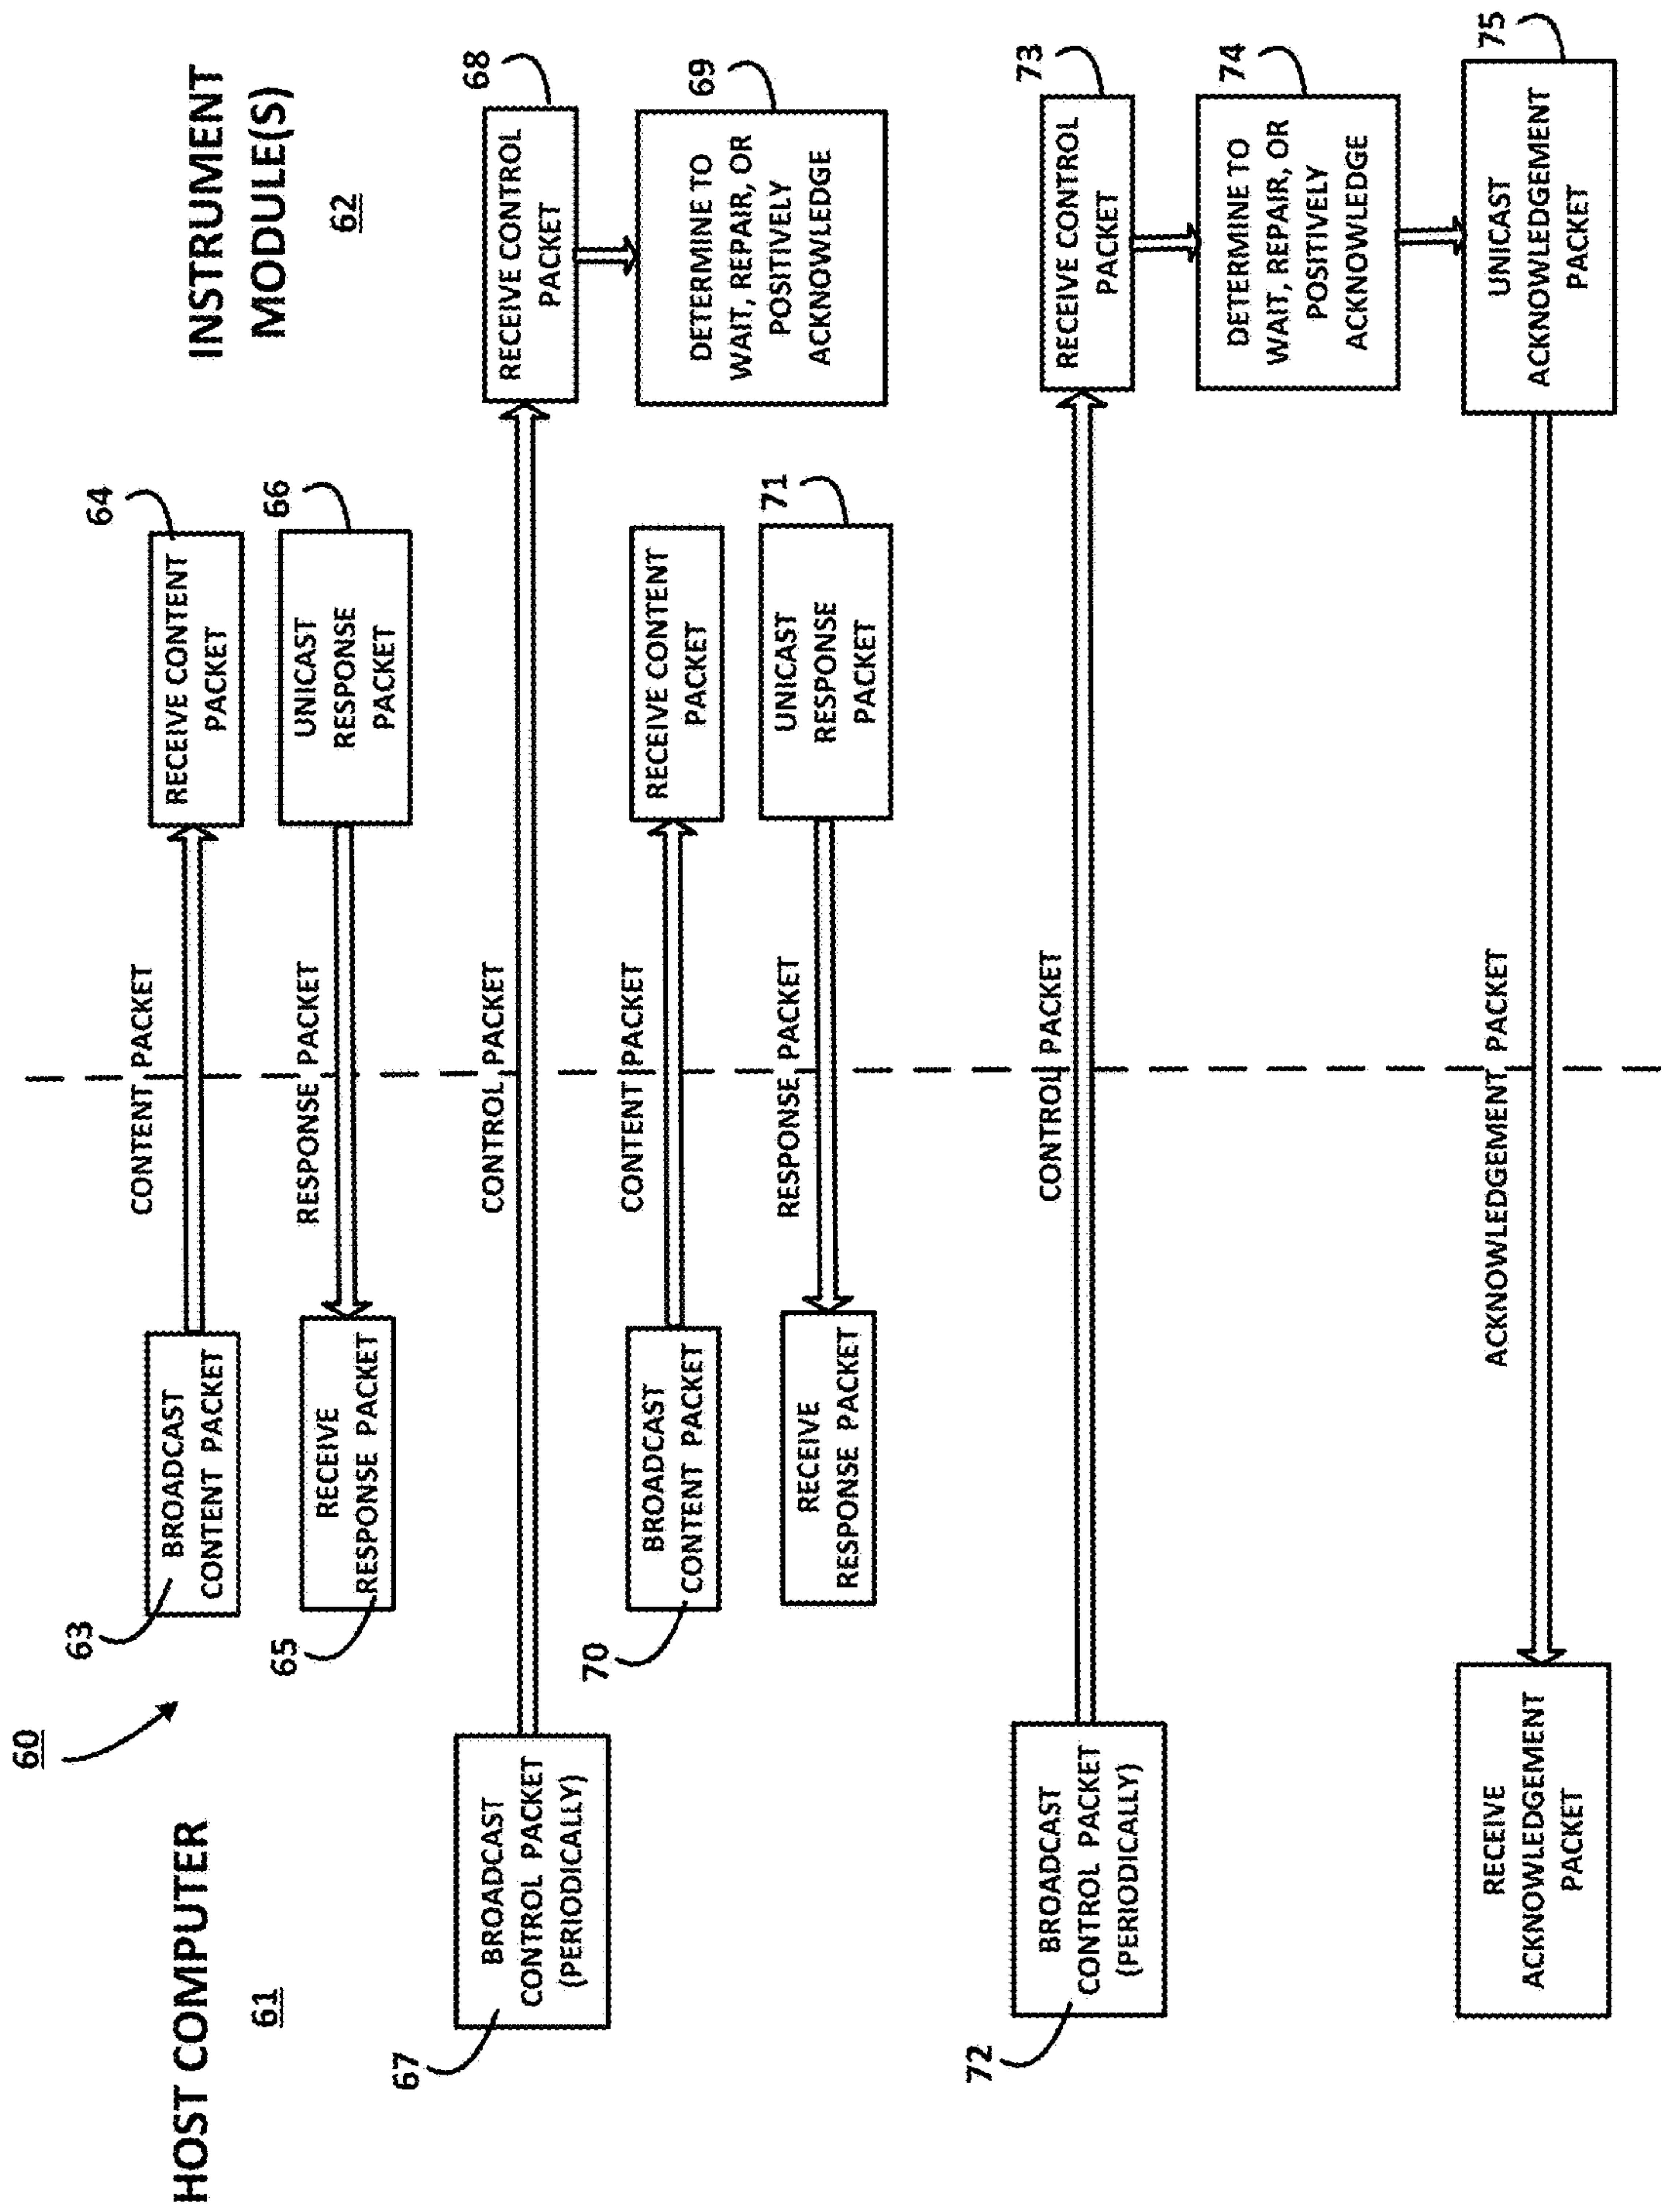 60
HOST COMPUTER
61
INSTRUMENT
MODULE(S)
62
63
BROADCAST
CONTENT PACKET
CONTENT PACKET
64
RECEIVE CONTENT
PACKET
65
RECEIVE
RESPONSE PACKET
RESPONSE PACKET
66
UNICAST
RESPONSE
PACKET
67
BROADCAST
CONTROL PACKET
(PERIODICALLY)
CONTROL PACKET
68
RECEIVE CONTROL
PACKET
69
DETERMINE TO
WAIT, REPAIR, OR
POSITIVELY
ACKNOWLEDGE
70
BROADCAST
CONTENT PACKET
CONTENT PACKET
RECEIVE CONTENT
PACKET
RECEIVE
RESPONSE PACKET
RESPONSE PACKET
71
UNICAST
RESPONSE
PACKET
72
BROADCAST
CONTROL PACKET
(PERIODICALLY)
CONTROL PACKET
73
RECEIVE CONTROL
PACKET
74
DETERMINE TO
WAIT, REPAIR, OR
POSITIVELY
ACKNOWLEDGE
RECEIVE
ACKNOWLEDGEMENT
PACKET
ACKNOWLEDGEMENT PACKET
75
UNICAST
ACKNOWLEDGEMENT
PACKET